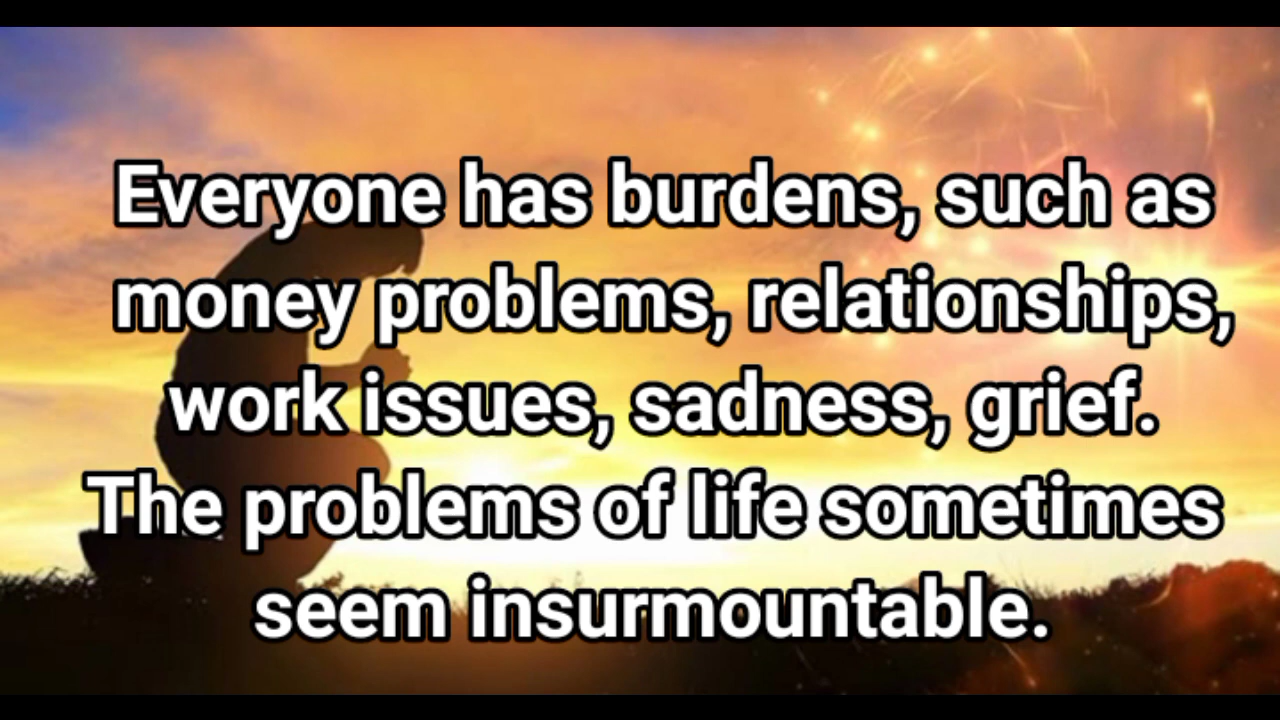 Everyone has burdens, such as
money problems, relationships,
work issues, sadness, grief.
The problems of life sometimes
seem insurmountable.